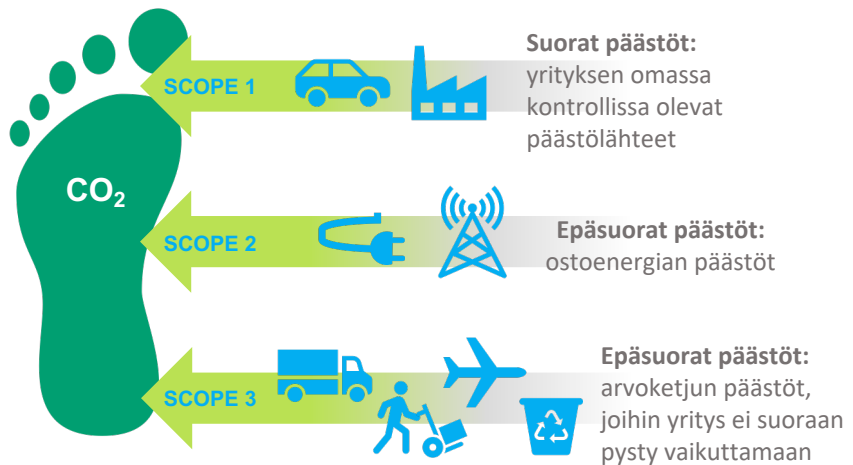 SCOPE 1
Suorat päästöt:
yrityksen omassa
kontrollissa olevat
päästölähteet
CO₂
SCOPE 2
Epäsuorat päästöt:
ostoenergian päästöt
SCOPE 3
Epäsuorat päästöt:
arvoketjun päästöt,
joihin yritys ei suoraan
pysty vaikuttamaan